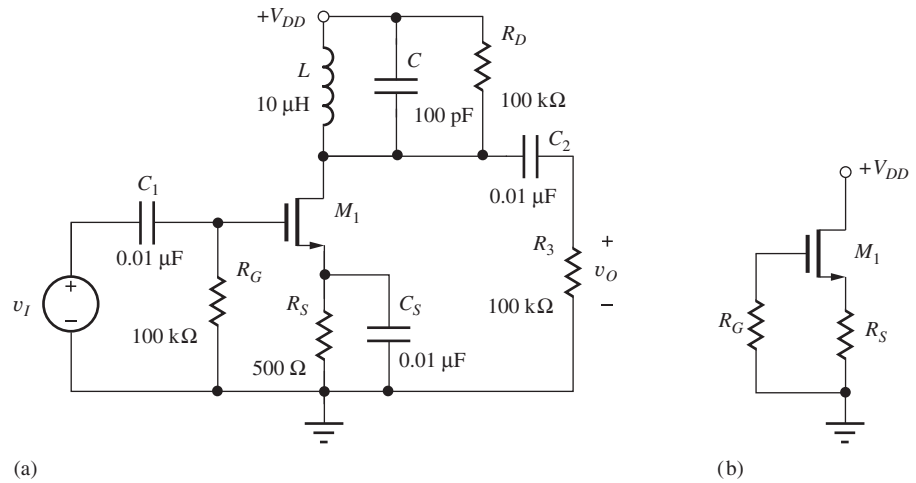 +V_DD
L
10 μH
C
100 pF
R_D
100 kΩ
C_2
0.01 μF
C_1
0.01 μF
M_1
R_G
100 kΩ
v_I
+
−
R_S
500 Ω
C_S
0.01 μF
R_3
100 kΩ
+
v_O
−
+V_DD
M_1
R_G
R_S
(a)
(b)